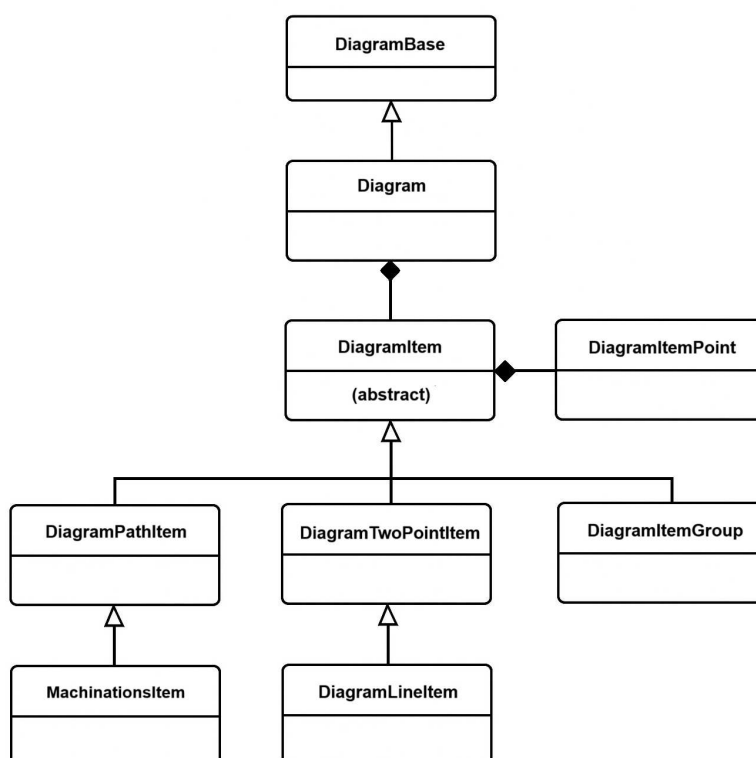 DiagramBase
Diagram
DiagramItem
(abstract)
DiagramItemPoint
DiagramPathItem
DiagramTwoPointItem
DiagramItemGroup
MachinationsItem
DiagramLineItem